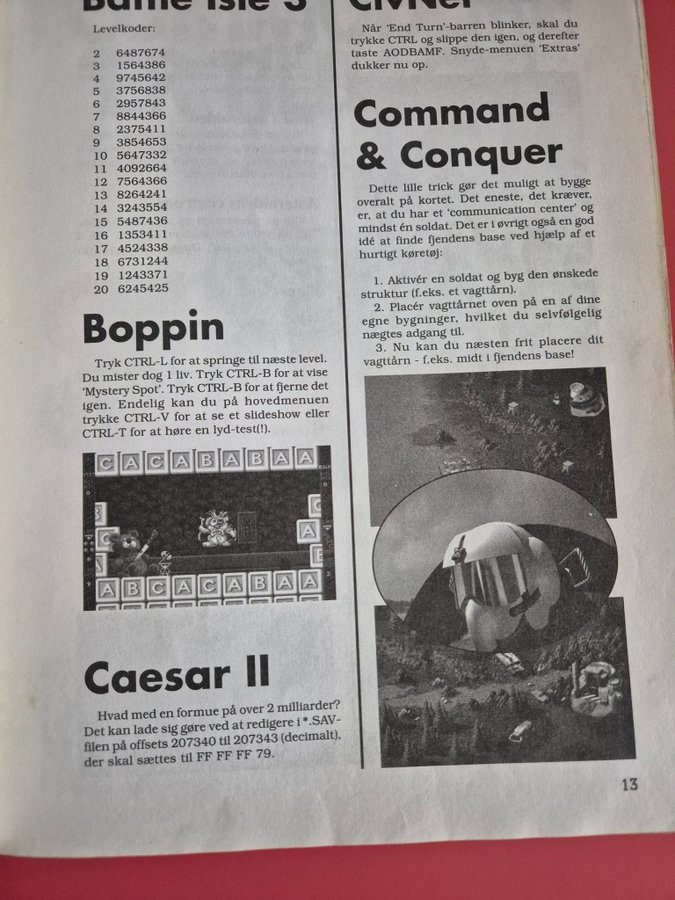 Battle Isle 3
Levelkoder:
2 6487674
3 1564386
4 9745642
5 3756838
6 2957843
7 8844366
8 2375411
9 3854653
10 5647332
11 4092664
12 7564366
13 8264241
14 3243554
15 5487436
16 1353411
17 4524338
18 6731244
19 1243371
20 6245425
Boppin
Tryk CTRL-L for at springe til næste level.
Du mister dog 1 liv. Tryk CTRL-B for at vise
'Mystery Spot'. Tryk CTRL-B for at fjerne det
igen. Endelig kan du på hovedmenuen
trykke CTRL-V for at se et slideshow eller
CTRL-T for at høre en lyd-test(!).
CACABABAA
C
A
ABCACABAA
Caesar II
Hvad med en formue på over 2 milliarder?
Det kan lade sig gøre ved at redigere i *.SAV-
filen på offsets 207340 til 207343 (decimalt),
der skal sættes til FF FF FF 79.
CivNet
Når 'End Turn'-barren blinker, skal du
trykke CTRL og slippe den igen, og derefter
taste AODBAMF. Snyde-menuen 'Extras'
dukker nu op.
Command
& Conquer
Dette lille trick gør det muligt at bygge
overalt på kortet. Det eneste, det kræver,
er, at du har et 'communication center' og
mindst én soldat. Det er i øvrigt også en god
idé at finde fjendens base ved hjælp af et
hurtigt køretøj:
1. Aktivér en soldat og byg den ønskede
struktur (f.eks. et vagttårn).
2. Placér vagttårnet oven på en af dine
egne bygninger, hvilket du selvfølgelig
nægtes adgang til.
3. Nu kan du næsten frit placere dit
vagttårn - f.eks. midt i fjendens base!
13